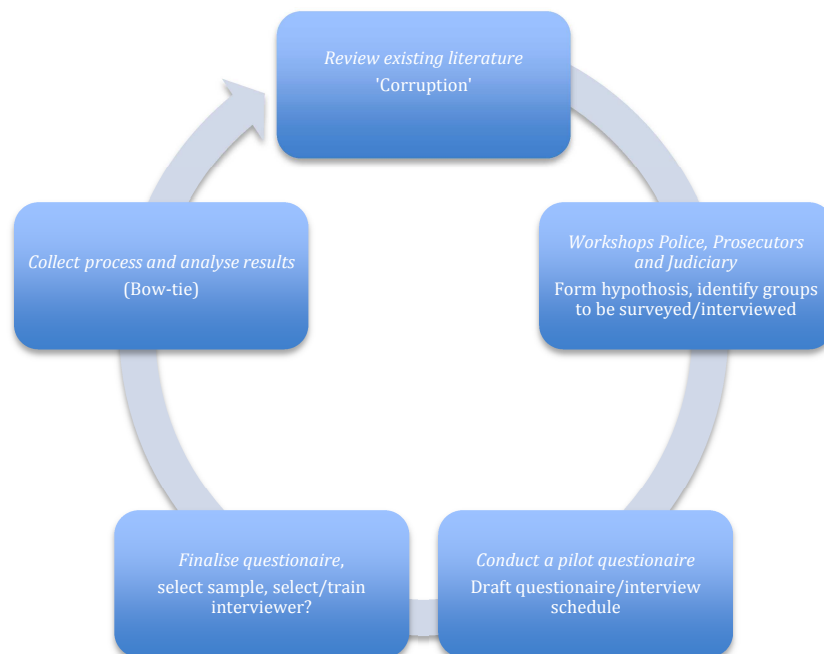 Review existing literature
'Corruption'
Workshops Police, Prosecutors
and Judiciary
Form hypothesis, identify groups
to be surveyed/interviewed
Conduct a pilot questionaire
Draft questionaire/interview
schedule
Finalise questionaire,
select sample, select/train
interviewer?
Collect process and analyse results
(Bow-tie)